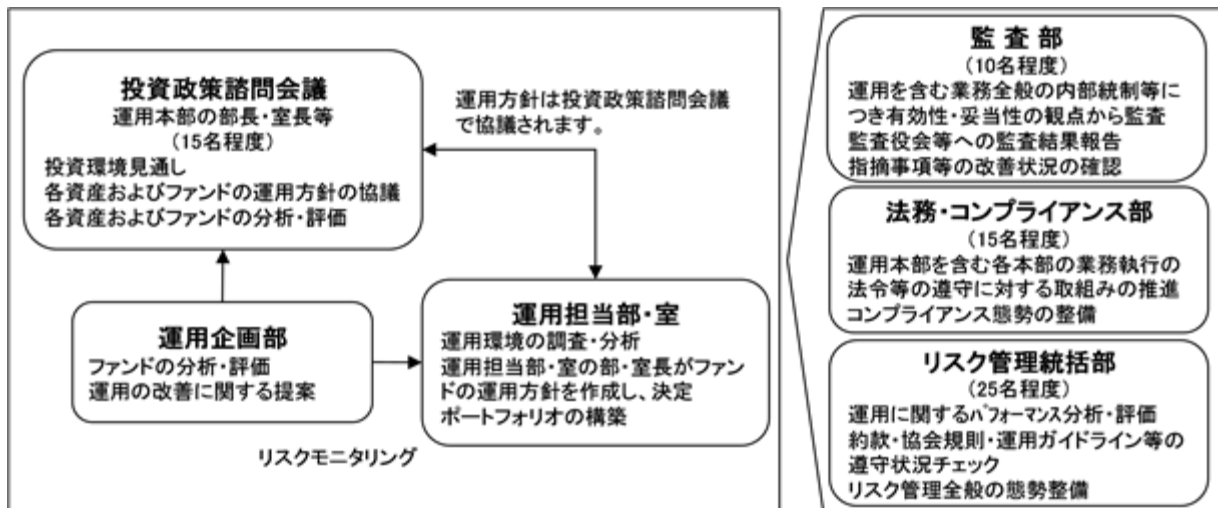 投資政策諮問会議
運用本部の部長・室長等
（15名程度）
投資環境見通し
各資産およびファンドの運用方針の協議
各資産およびファンドの分析・評価
運用方針は投資政策諮問会議
で協議されます。
運用企画部
ファンドの分析・評価
運用の改善に関する提案
運用担当部・室
運用環境の調査・分析
運用担当部・室の部・室長がファン
ドの運用方針を作成し、決定
ポートフォリオの構築
リスクモニタリング
監 査 部
（10名程度）
運用を含む業務全般の内部統制等に
つき有効性・妥当性の観点から監査
監査役会等への監査結果報告
指摘事項等の改善状況の確認
法務・コンプライアンス部
（15名程度）
運用本部を含む各本部の業務執行の
法令等の遵守に対する取組みの推進
コンプライアンス態勢の整備
リスク管理統括部
（25名程度）
運用に関するﾊﾟﾌｫｰﾏﾝｽ分析・評価
約款・協会規則・運用ガイドライン等の
遵守状況チェック
リスク管理全般の態勢整備